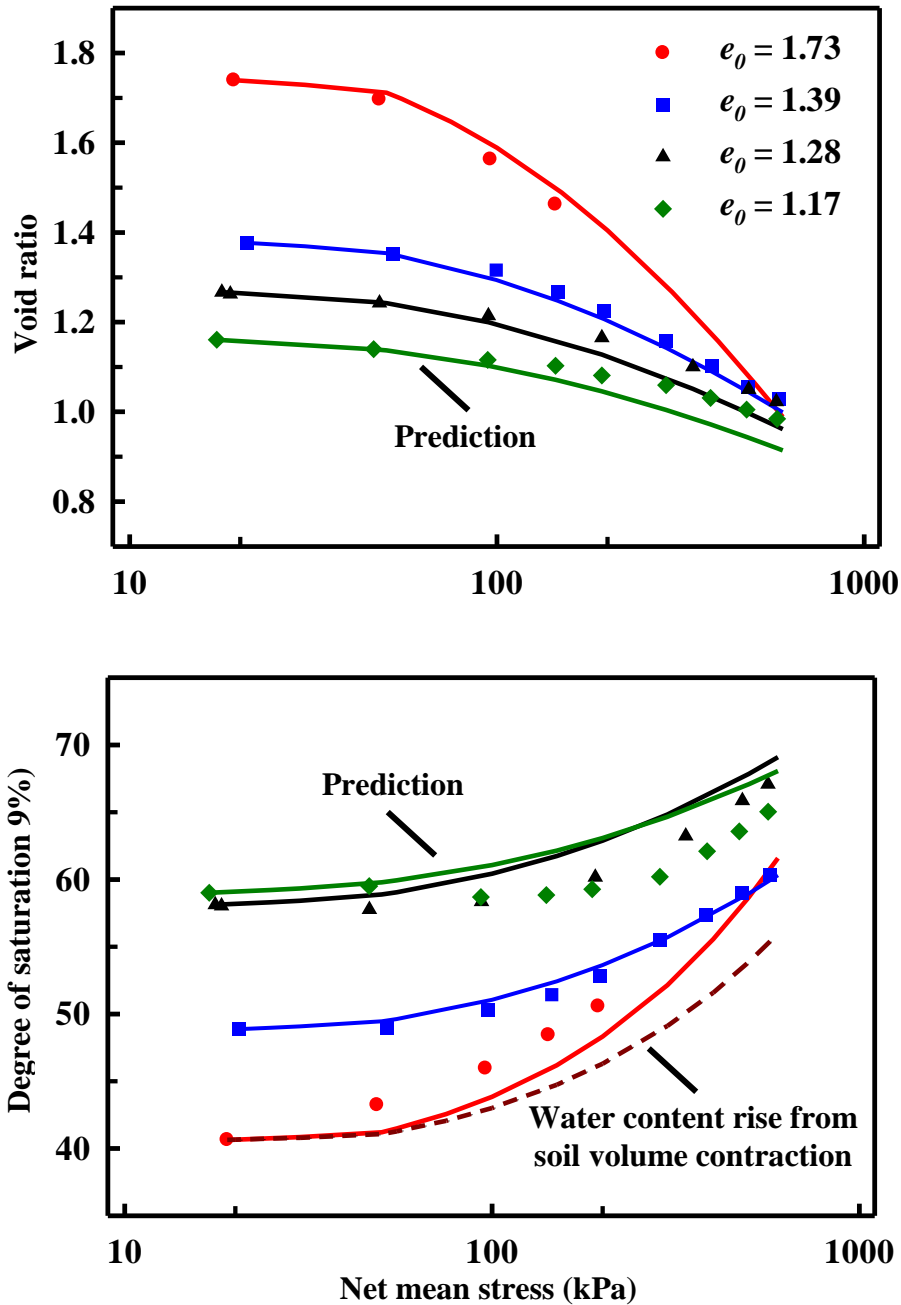 1.8
1.6
1.4
1.2
1.0
0.8
Void ratio
e0 = 1.73
e0 = 1.39
e0 = 1.28
e0 = 1.17
Prediction
10
100
1000
70
60
50
40
Degree of saturation 9%)
Prediction
Water content rise from
soil volume contraction
10
100
1000
Net mean stress (kPa)